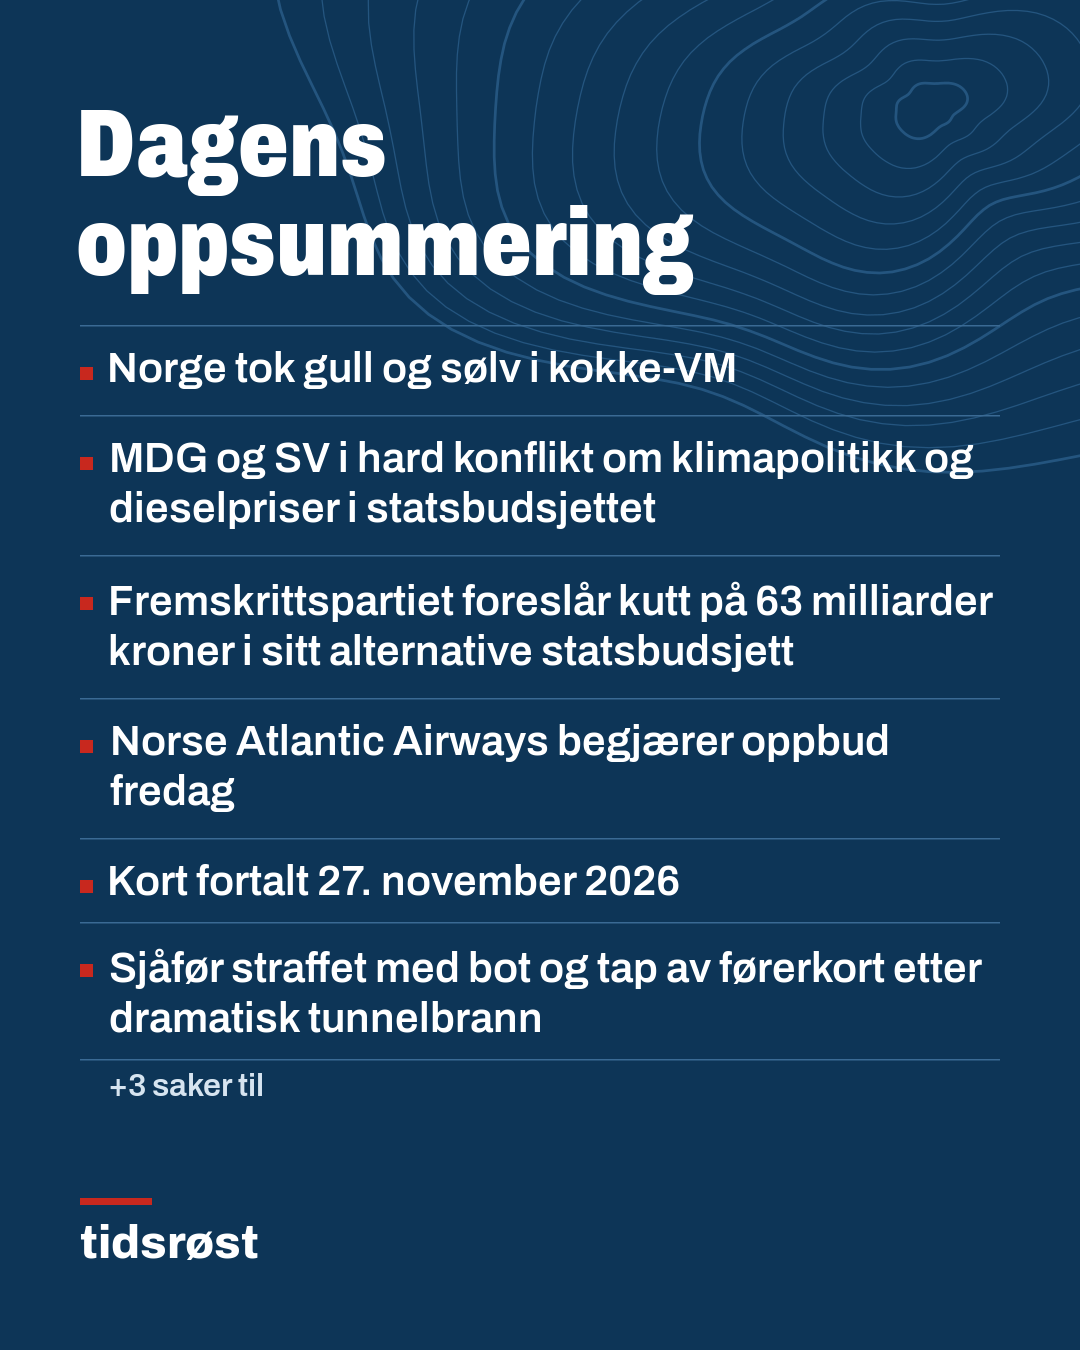 Dagens
oppsummering
Norge tok gull og sølv i kokke-VM
MDG og SV i hard konflikt om klimapolitikk og
dieselpriser i statsbudsjettet
Fremskrittspartiet foreslår kutt på 63 milliarder
kroner i sitt alternative statsbudsjett
Norse Atlantic Airways begjærer oppbud
fredag
Kort fortalt 27. november 2026
Sjåfør straffet med bot og tap av førerkort etter
dramatisk tunnelbrann
+3 saker til
tidsrøst